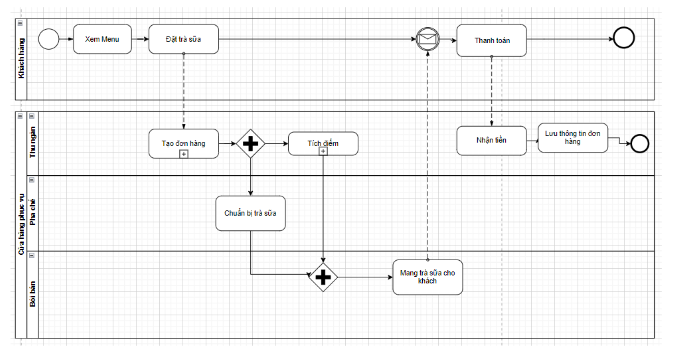 Khách hàng
Xem Menu
Đặt trà sữa
Thanh toán
Cửa hàng phục vụ
Thu ngân
Tạo đơn hàng
Tích điểm
Nhận tiền
Lưu thông tin đơn
hàng
Pha chế
Chuẩn bị trà sữa
Bồi bàn
Mang trà sữa cho
khách